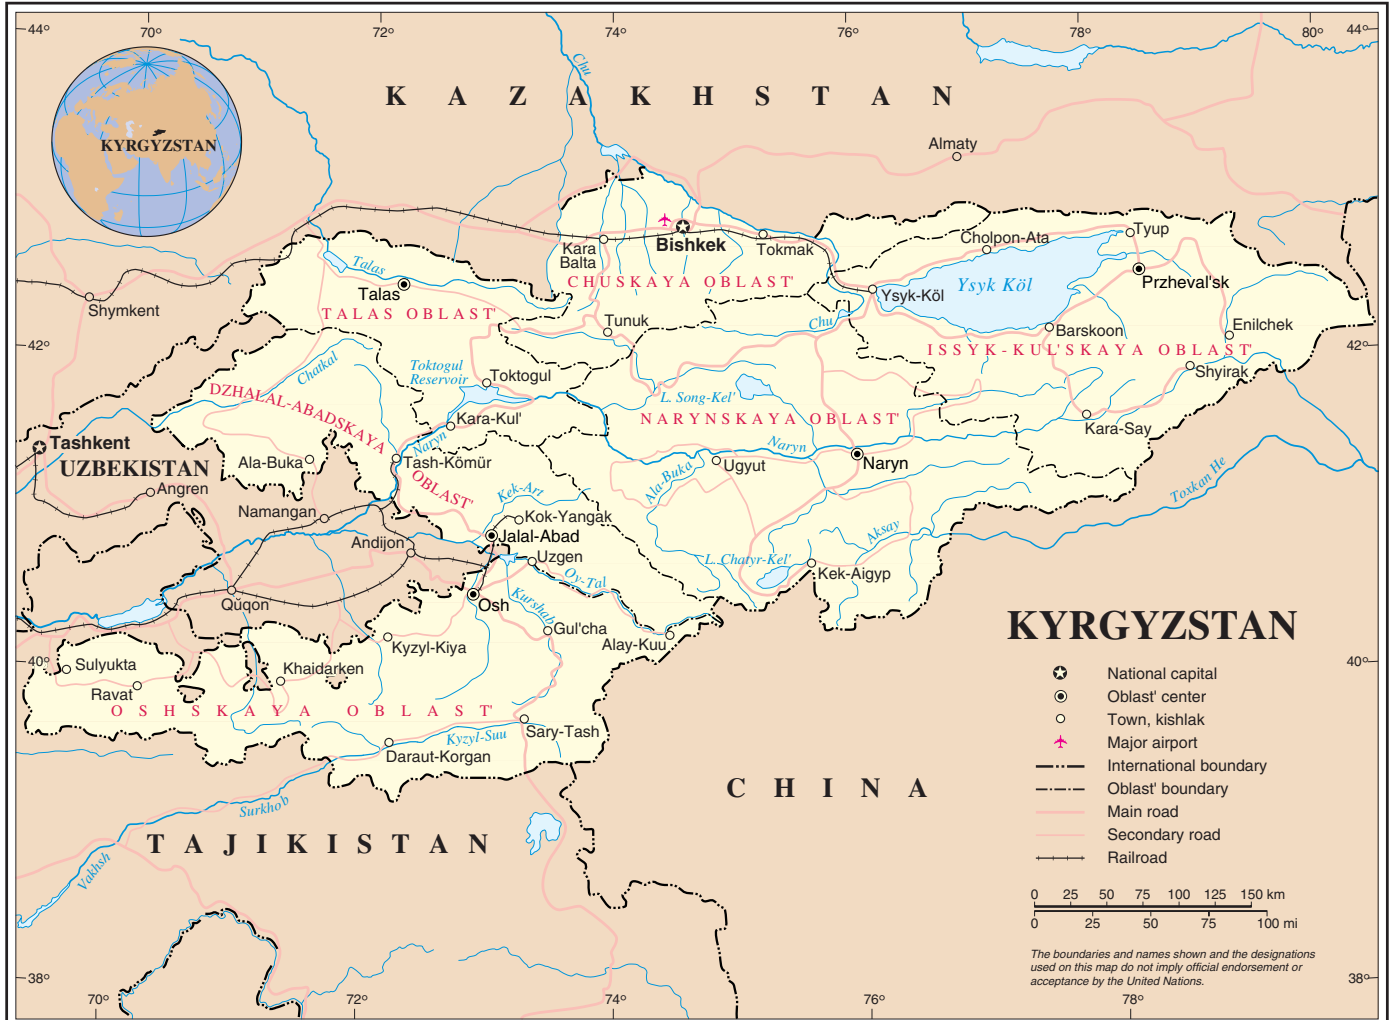 44°
70°
72°
74°
76°
78°
80°
44°
KYRGYZSTAN
Chu
KAZAKHSTAN
Almaty
Bishkek
Kara
Balta
Tokmak
Cholpon-Ata
Tyup
Talas
Talas
CHUSKAYA OBLAST'
Ysyk Köl
Przheval'sk
Ysyk-Köl
Shymkent
TALAS OBLAST'
Tunuk
Chu
Barskoon
Enilchek
42°
42°
ISSYK-KUL'SKAYA OBLAST'
Chatkal
Toktogul
Reservoir
Toktogul
Shyirak
DZHALAL-ABADSKAYA
OBLAST'
L. Song-Kel'
NARYNSKAYA OBLAST'
Kara-Kul'
Kara-Say
Naryn
Naryn
Tashkent
UZBEKISTAN
Ala-Buka
Tash-Kömür
Ala-Buka
Ugyut
Naryn
Toxkan He
Angren
Kek-Art
Namangan
Kok-Yangak
Andijon
Jalal-Abad
Aksay
Uzgen
L. Chatyr-Kel'
Kek-Aigyp
Oy-Tal
Quqon
Osh
Kurshab
Gul'cha
KYRGYZSTAN
Alay-Kuu
Kyzyl-Kiya
40°
40°
Sulyukta
Khaidarken
Ravat
OSHSKAYA OBLAST'
Sary-Tash
Kyzyl-Suu
Daraut-Korgan
CHINA
Surkhob
TAJIKISTAN
Vakhsh
National capital
Oblast' center
Town, kishlak
Major airport
International boundary
Oblast' boundary
Main road
Secondary road
Railroad
0 25 50 75 100 125 150 km
0 25 50 75 100 mi
The boundaries and names shown and the designations
used on this map do not imply official endorsement or
acceptance by the United Nations.
38°
38°
70°
72°
74°
76°
78°